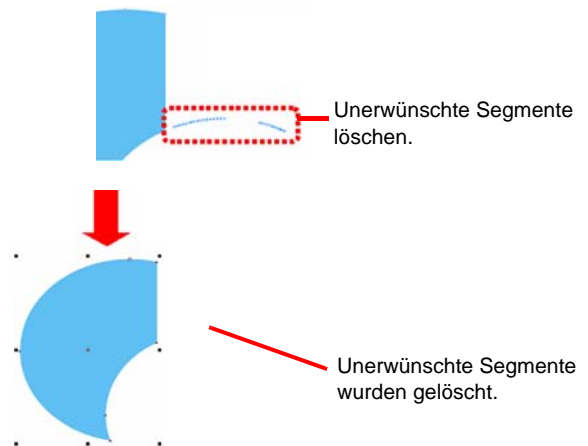 Unerwünschte Segmente
löschen.
Unerwünschte Segmente
wurden gelöscht.